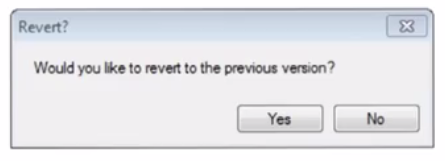 Revert?
Would you like to revert to the previous version?
Yes No